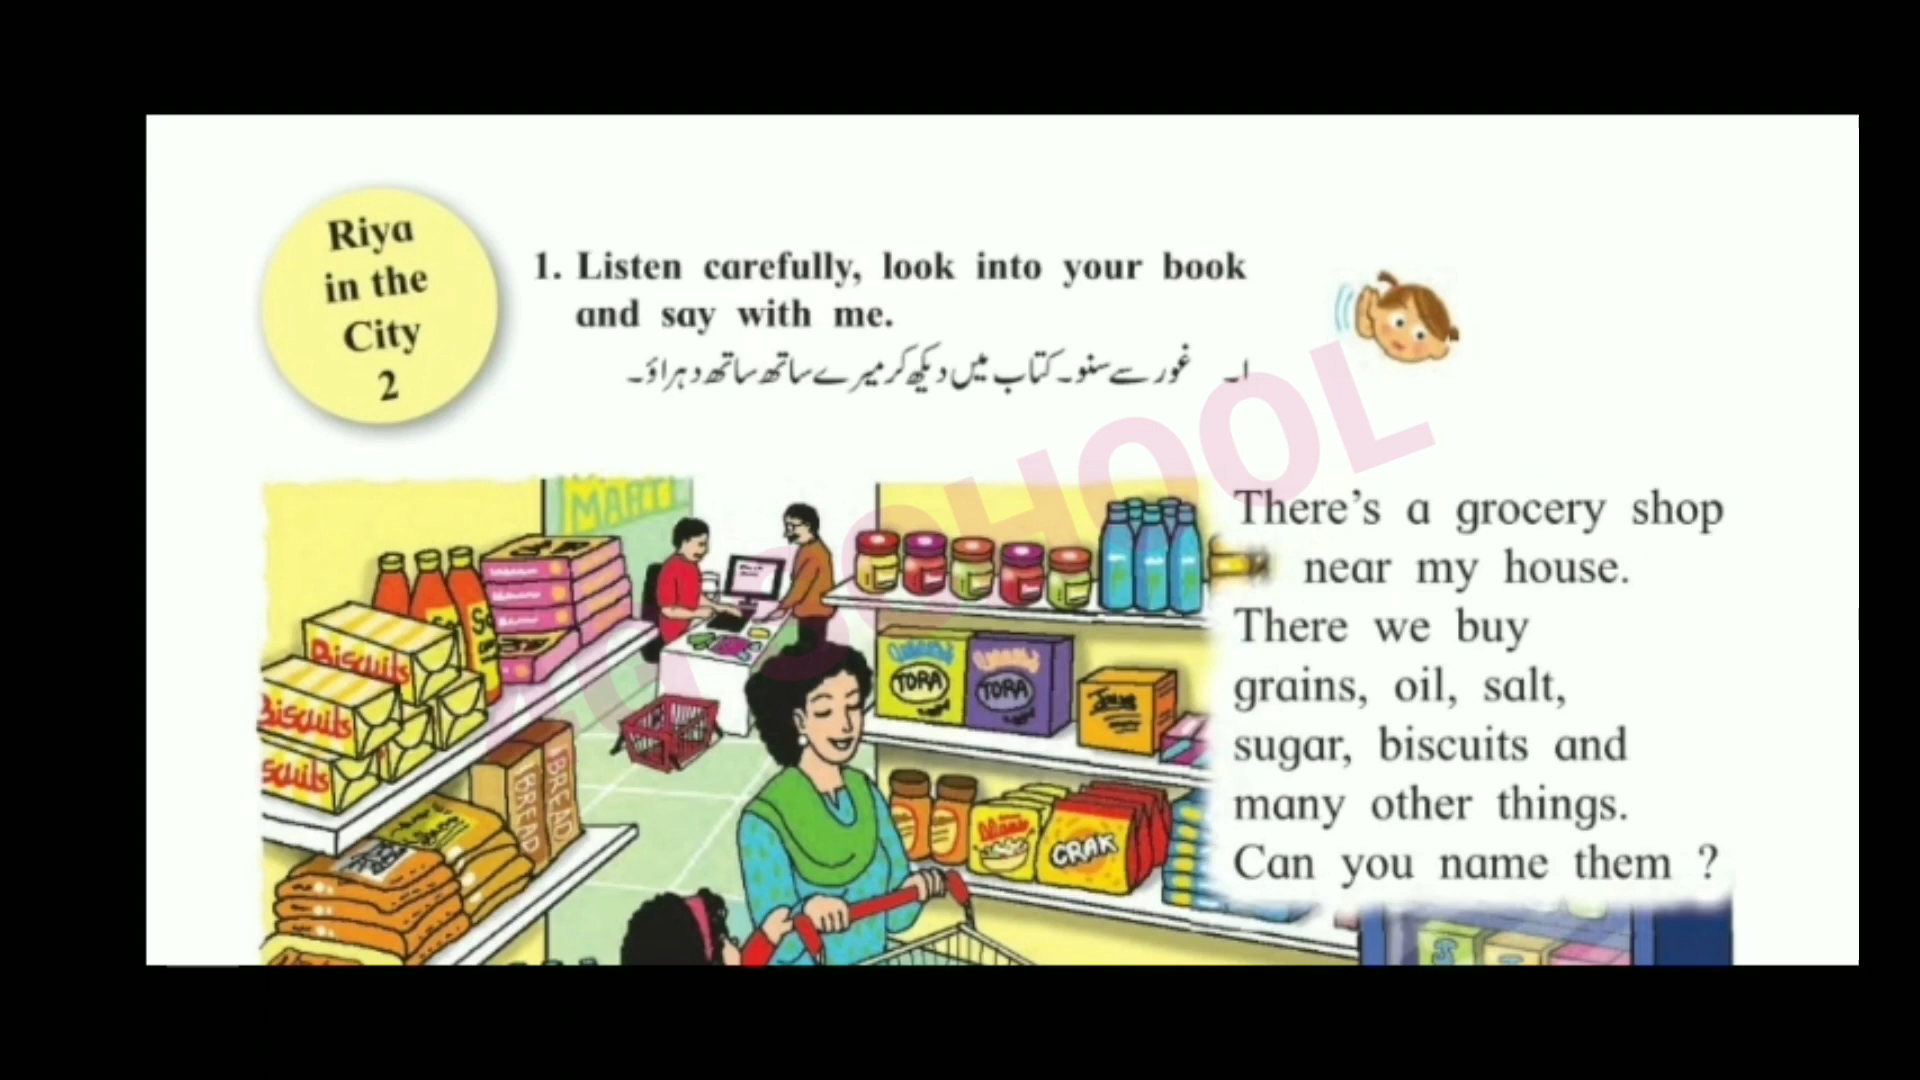 Riya
in the
City
2
1. Listen carefully, look into your book
and say with me.
۱۔ غور سے سنو۔ کتاب میں دیکھ کر میرے ساتھ ساتھ دہراؤ۔
There's a grocery shop
near my house.
There we buy
grains, oil, salt,
sugar, biscuits and
many other things.
Can you name them ?
MART
Biscuits
Biscuits
scuits
BREAD
BREAD
TORA
TORA
CRAK
SCHOOL